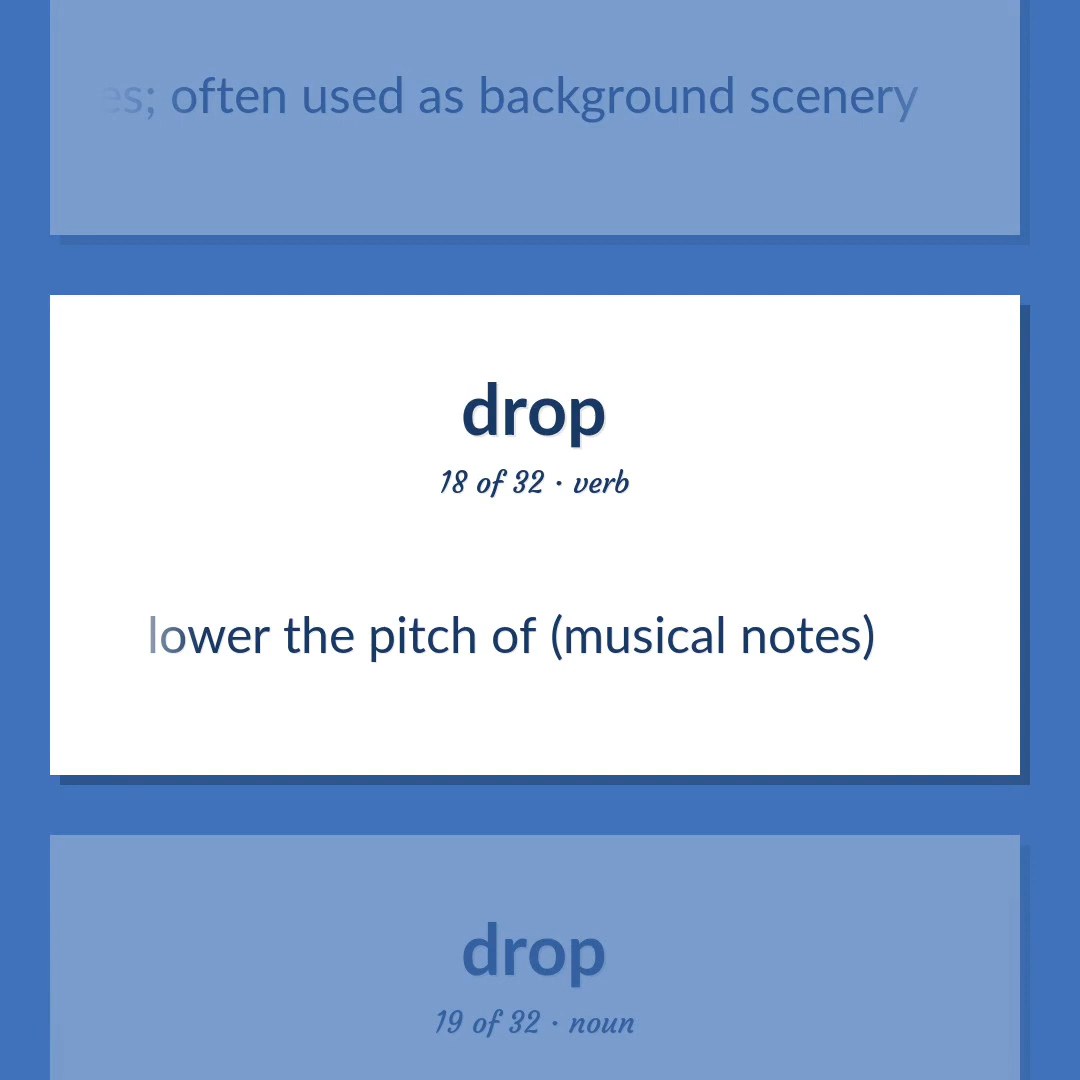 es; often used as background scenery
drop
18 of 32 · verb
lower the pitch of (musical notes)
drop
19 of 32 · noun